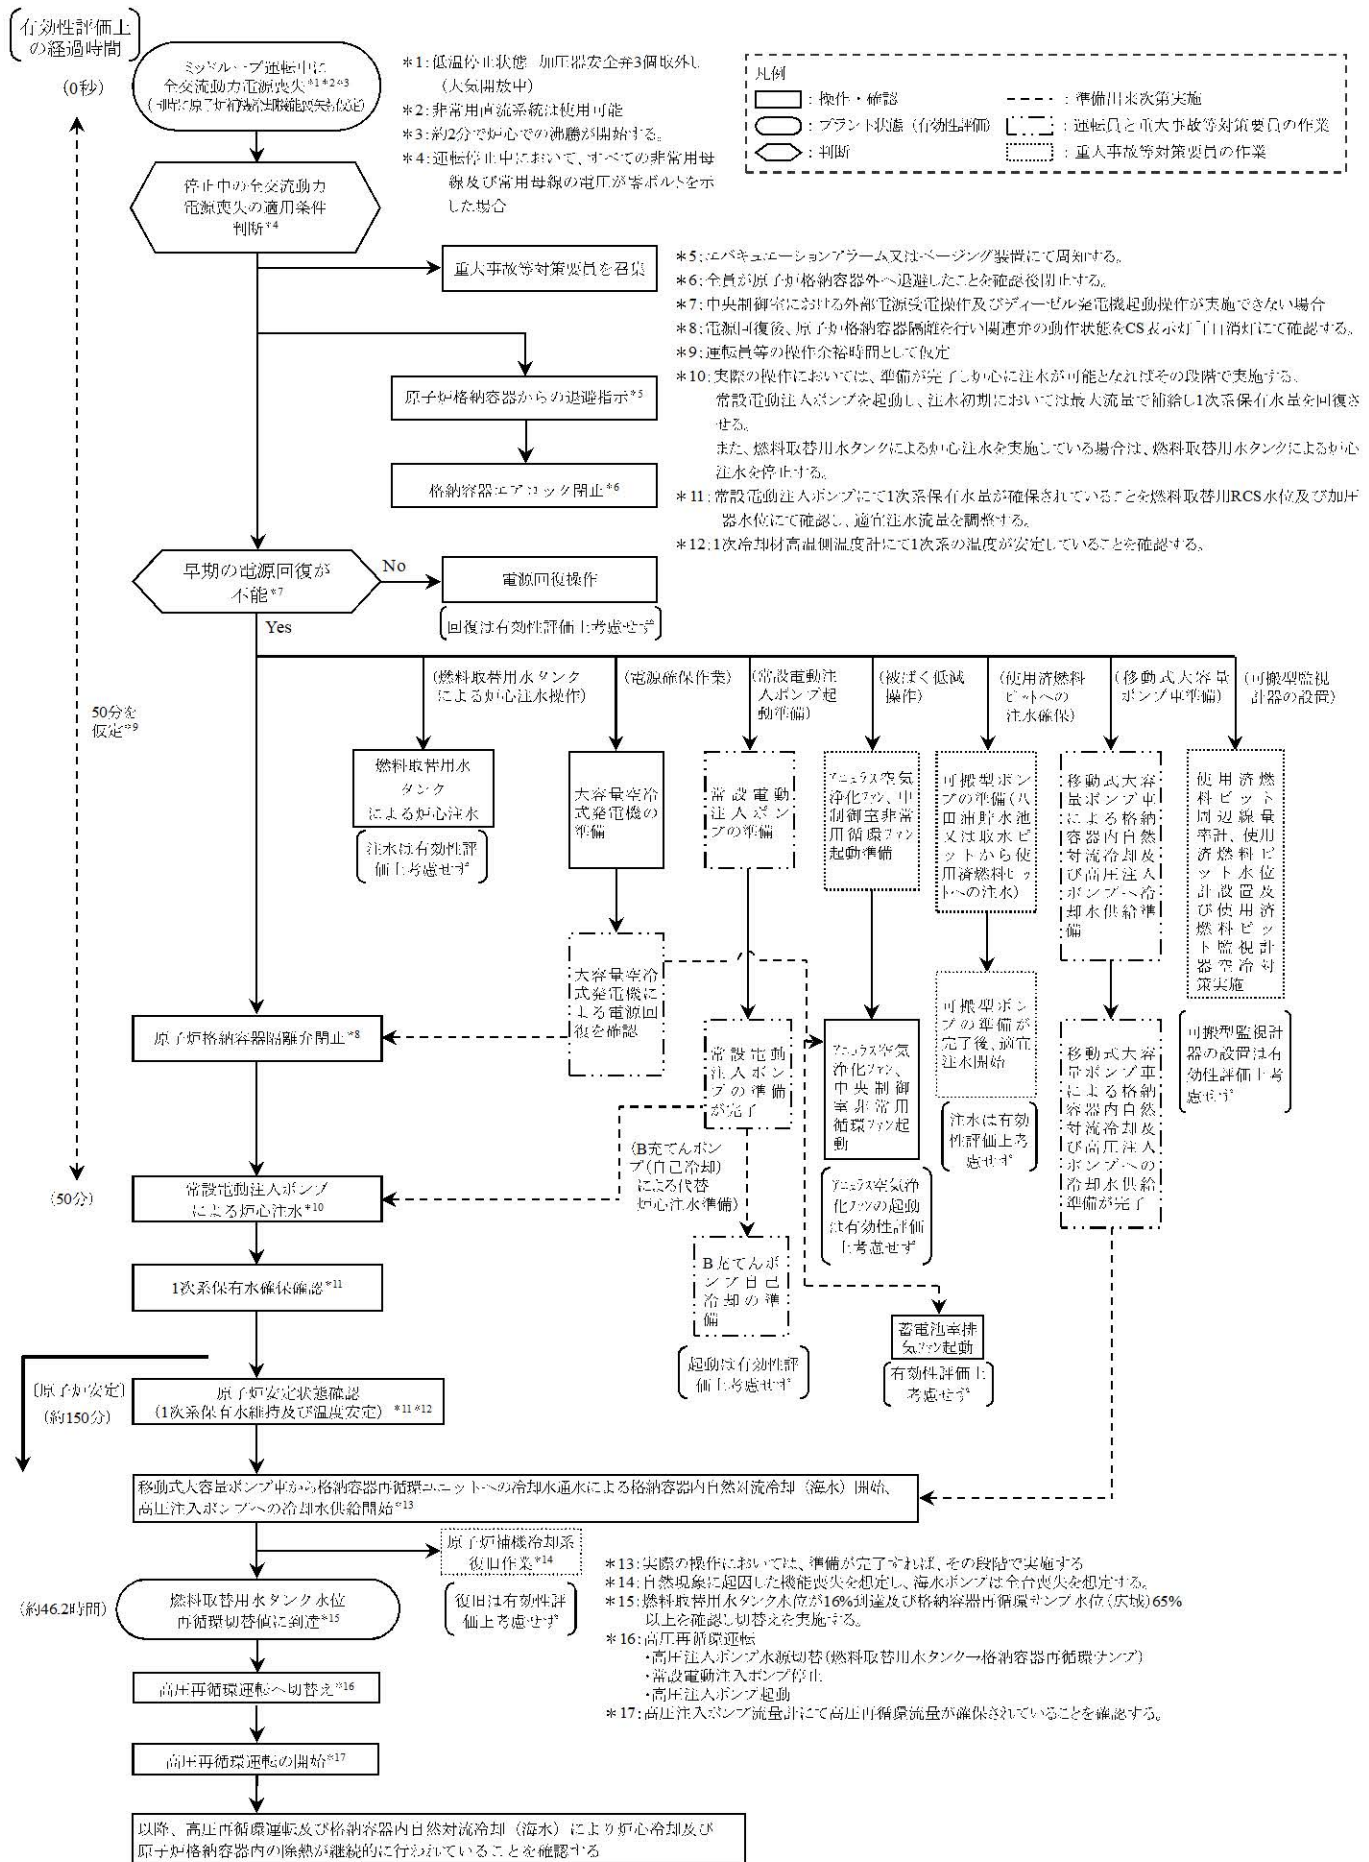 有効性評価上
の経過時間
(0秒)
ミッドループ運転中に
全交流動力電源喪失*1*2*3
(同時に原子炉補機冷却機能喪失も仮定)
*1:低温停止状態 加圧器安全弁3個取外し
(大気開放中)
*2:非常用直流系統は使用可能
*3:約2分で炉心での沸騰が開始する。
*4:運転停止中において、すべての非常用母
線及び常用母線の電圧が零ボルトを示
した場合
凡例
:操作・確認
:プラント状態(有効性評価)
:判断
:準備出来次第実施
:運転員と重大事故等対策要員の作業
:重大事故等対策要員の作業
停止中の全交流動力
電源喪失の適用条件
判断*4
重大事故等対策要員を召集
原子炉格納容器からの退避指示*5
格納容器エアロック閉止*6
*5:エバキュエーションアラーム又はページング装置にて周知する。
*6:全員が原子炉格納容器外へ退避したことを確認後閉止する。
*7:中央制御室における外部電源受電操作及びディーゼル発電機起動操作が実施できない場合
*8:電源回復後、原子炉格納容器隔離を行い関連弁の動作状態をCS表示灯
消灯にて確認する。
*9:運転員等の操作余裕時間として仮定
*10:実際の操作においては、準備が完了し炉心に注水が可能となればその段階で実施する。
常設電動注入ポンプを起動し、注水初期においては最大流量で補給し1次系保有水量を回復さ
せる。
また、燃料取替用水タンクによる炉心注水を実施している場合は、燃料取替用水タンクによる炉心
注水を停止する。
*11:常設電動注入ポンプにて1次系保有水量が確保されていることを燃料取替用RCS水位及び加圧
器水位にて確認し、適宜注水流量を調整する。
*12:1次冷却材高温側温度計にて1次系の温度が安定していることを確認する。
早期の電源回復が
不能*7
No
電源回復操作
回復は有効性評価上考慮せず
Yes
50分を
仮定*9
(燃料取替用水タンク
による炉心注水操作)
燃料取替用水
タンク
による炉心注水
注水は有効性評
価上考慮せず
(電源確保作業)
大容量空冷
式発電機の
準備
大容量空冷
式発電機に
よる電源回
復を確認
(常設電動注
入ポンプ起
動準備)
常設電動
注入ポン
プの準備
常設電動
注入ポン
プの準備
が完了
(B充てんポン
プ(自己冷却)
による代替
炉心注水準備)
B充てんポ
ンプ自己
冷却の準
備
起動は有効性評
価上考慮せず
(被ばく低減
操作)
アニュラス空気
浄化ファン、中央
制御室非常
用循環ファン
起動準備
アニュラス空気
浄化ファン、
中央制御
室非常用
循環ファン起
動
アニュラス空気浄
化ファンの起動
は有効性評価
上考慮せず
蓄電池室排
気ファン起動
有効性評価上
考慮せず
(使用済燃料
ピットへの
注水確保)
可搬型ポン
プの準備(八
田浦貯水池
又は取水ピ
ットから使
用済燃料ピッ
トへの注水)
可搬型ポン
プの準備が
完了後、適宜
注水開始
注水は有効
性評価上考
慮せず
(移動式大容量
ポンプ車準備)
移動式大容
量ポンプ車
による格納
容器内自然
対流冷却及
び高圧注入
ポンプへ冷
却水供給準
備
移動式大容
量ポンプ車
による格納
容器内自然
対流冷却及
び高圧注入
ポンプへの
冷却水供給
準備が完了
(可搬型監視
計器の設置)
使用済燃
料ピット
周辺線量
率計、使用
済燃料ピ
ット水位
計設置及
び使用済
燃料ピッ
ト監視計
器空冷対
策実施
可搬型監視計
器の設置は有
効性評価上考
慮せず
原子炉格納容器隔離弁閉止*8
(50分)
常設電動注入ポンプ
による炉心注水*10
1次系保有水確保確認*11
(原子炉安定)
(約150分)
原子炉安定状態確認
(1次系保有水維持及び温度安定)*11*12
移動式大容量ポンプ車から格納容器再循環ユニットへの冷却水通水による格納容器内自然対流冷却(海水)開始、
高圧注入ポンプへの冷却水供給開始*13
原子炉補機冷却系
復旧作業*14
復旧は有効性評
価上考慮せず
(約46.2時間)
燃料取替用水タンク水位
再循環切替値に到達*15
*13:実際の操作においては、準備が完了すれば、その段階で実施する
*14:自然現象に起因した機能喪失を想定し、海水ポンプは全台喪失を想定する。
*15:燃料取替用水タンク水位が16%到達及び格納容器再循環サンプ水位(広域)65%
以上を確認し切替えを実施する。
*16:高圧再循環運転
・高圧注入ポンプ水源切替(燃料取替用水タンク→格納容器再循環サンプ)
・常設電動注入ポンプ停止
・高圧注入ポンプ起動
*17:高圧注入ポンプ流量計にて高圧再循環流量が確保されていることを確認する。
高圧再循環運転へ切替え*16
高圧再循環運転の開始*17
以降、高圧再循環運転及び格納容器内自然対流冷却(海水)により炉心冷却及び
原子炉格納容器内の除熱が継続的に行われていることを確認する